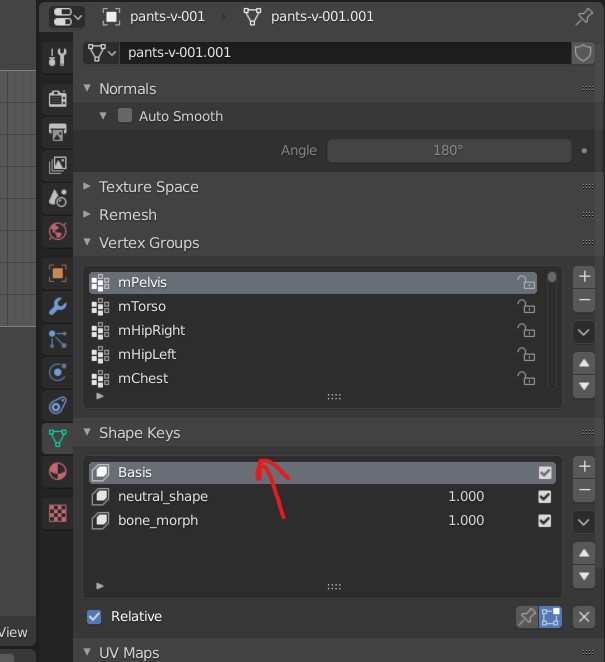 pants-v-001 pants-v-001.001
pants-v-001.001
Normals
Auto Smooth
Angle 180°
Texture Space
Remesh
Vertex Groups
mPelvis
mTorso
mHipRight
mHipLeft
mChest
Shape Keys
Basis
neutral_shape 1.000
bone_morph 1.000
Relative
View
UV Maps